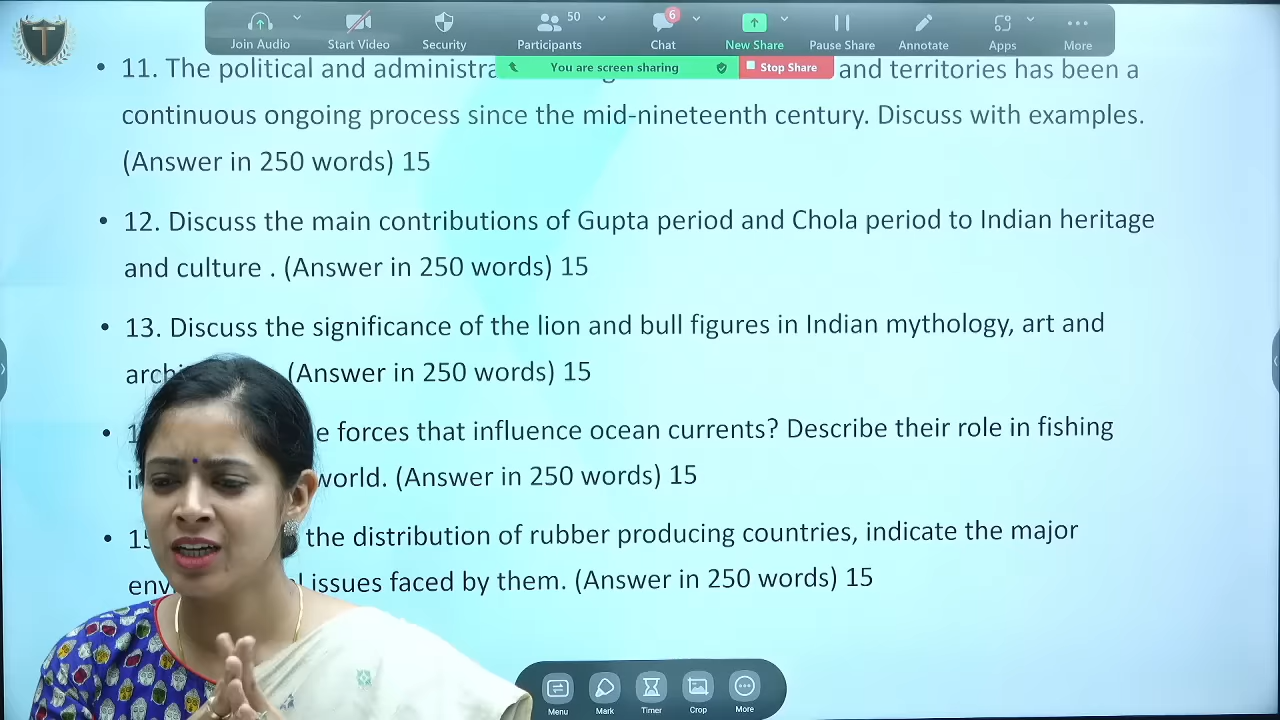 T
Join Audio Start Video Security Participants 50 Chat 6 New Share Pause Share Annotate Apps More
You are screen sharing Stop Share
• 11. The political and administra and territories has been a
continuous ongoing process since the mid-nineteenth century. Discuss with examples.
(Answer in 250 words) 15
• 12. Discuss the main contributions of Gupta period and Chola period to Indian heritage
and culture . (Answer in 250 words) 15
• 13. Discuss the significance of the lion and bull figures in Indian mythology, art and
(Answer in 250 words) 15
• forces that influence ocean currents? Describe their role in fishing
world. (Answer in 250 words) 15
• the distribution of rubber producing countries, indicate the major
issues faced by them. (Answer in 250 words) 15
Menu Mark Timer Crop More